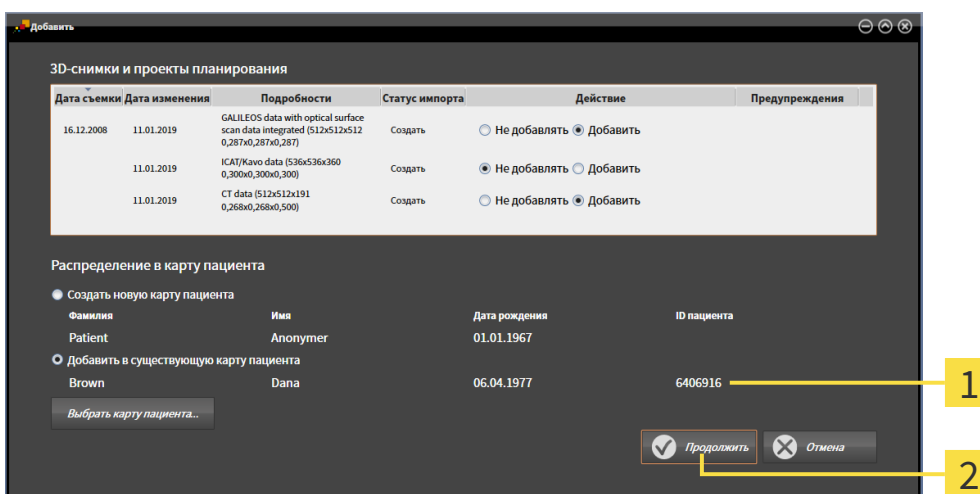 Добавить
3D-снимки и проекты планирования
Дата съемки Дата изменения Подробности Статус импорта Действие Предупреждения
GALILEOS data with optical surface
16.12.2008 11.01.2019 scan data integrated (512x512x512 Создать Не добавлять Добавить
0,287x0,287x0,287)
ICAT/Kavo data (536x536x360
11.01.2019 0,300x0,300x0,300) Создать Не добавлять Добавить
CT data (512x512x191
11.01.2019 0,268x0,268x0,500) Создать Не добавлять Добавить
Распределение в карту пациента
Создать новую карту пациента
Фамилия Имя Дата рождения ID пациента
Patient Anonymer 01.01.1967
Добавить в существующую карту пациента
Brown Dana 06.04.1977 6406916 1
Выбрать карту пациента...
Продолжить Отмена
2